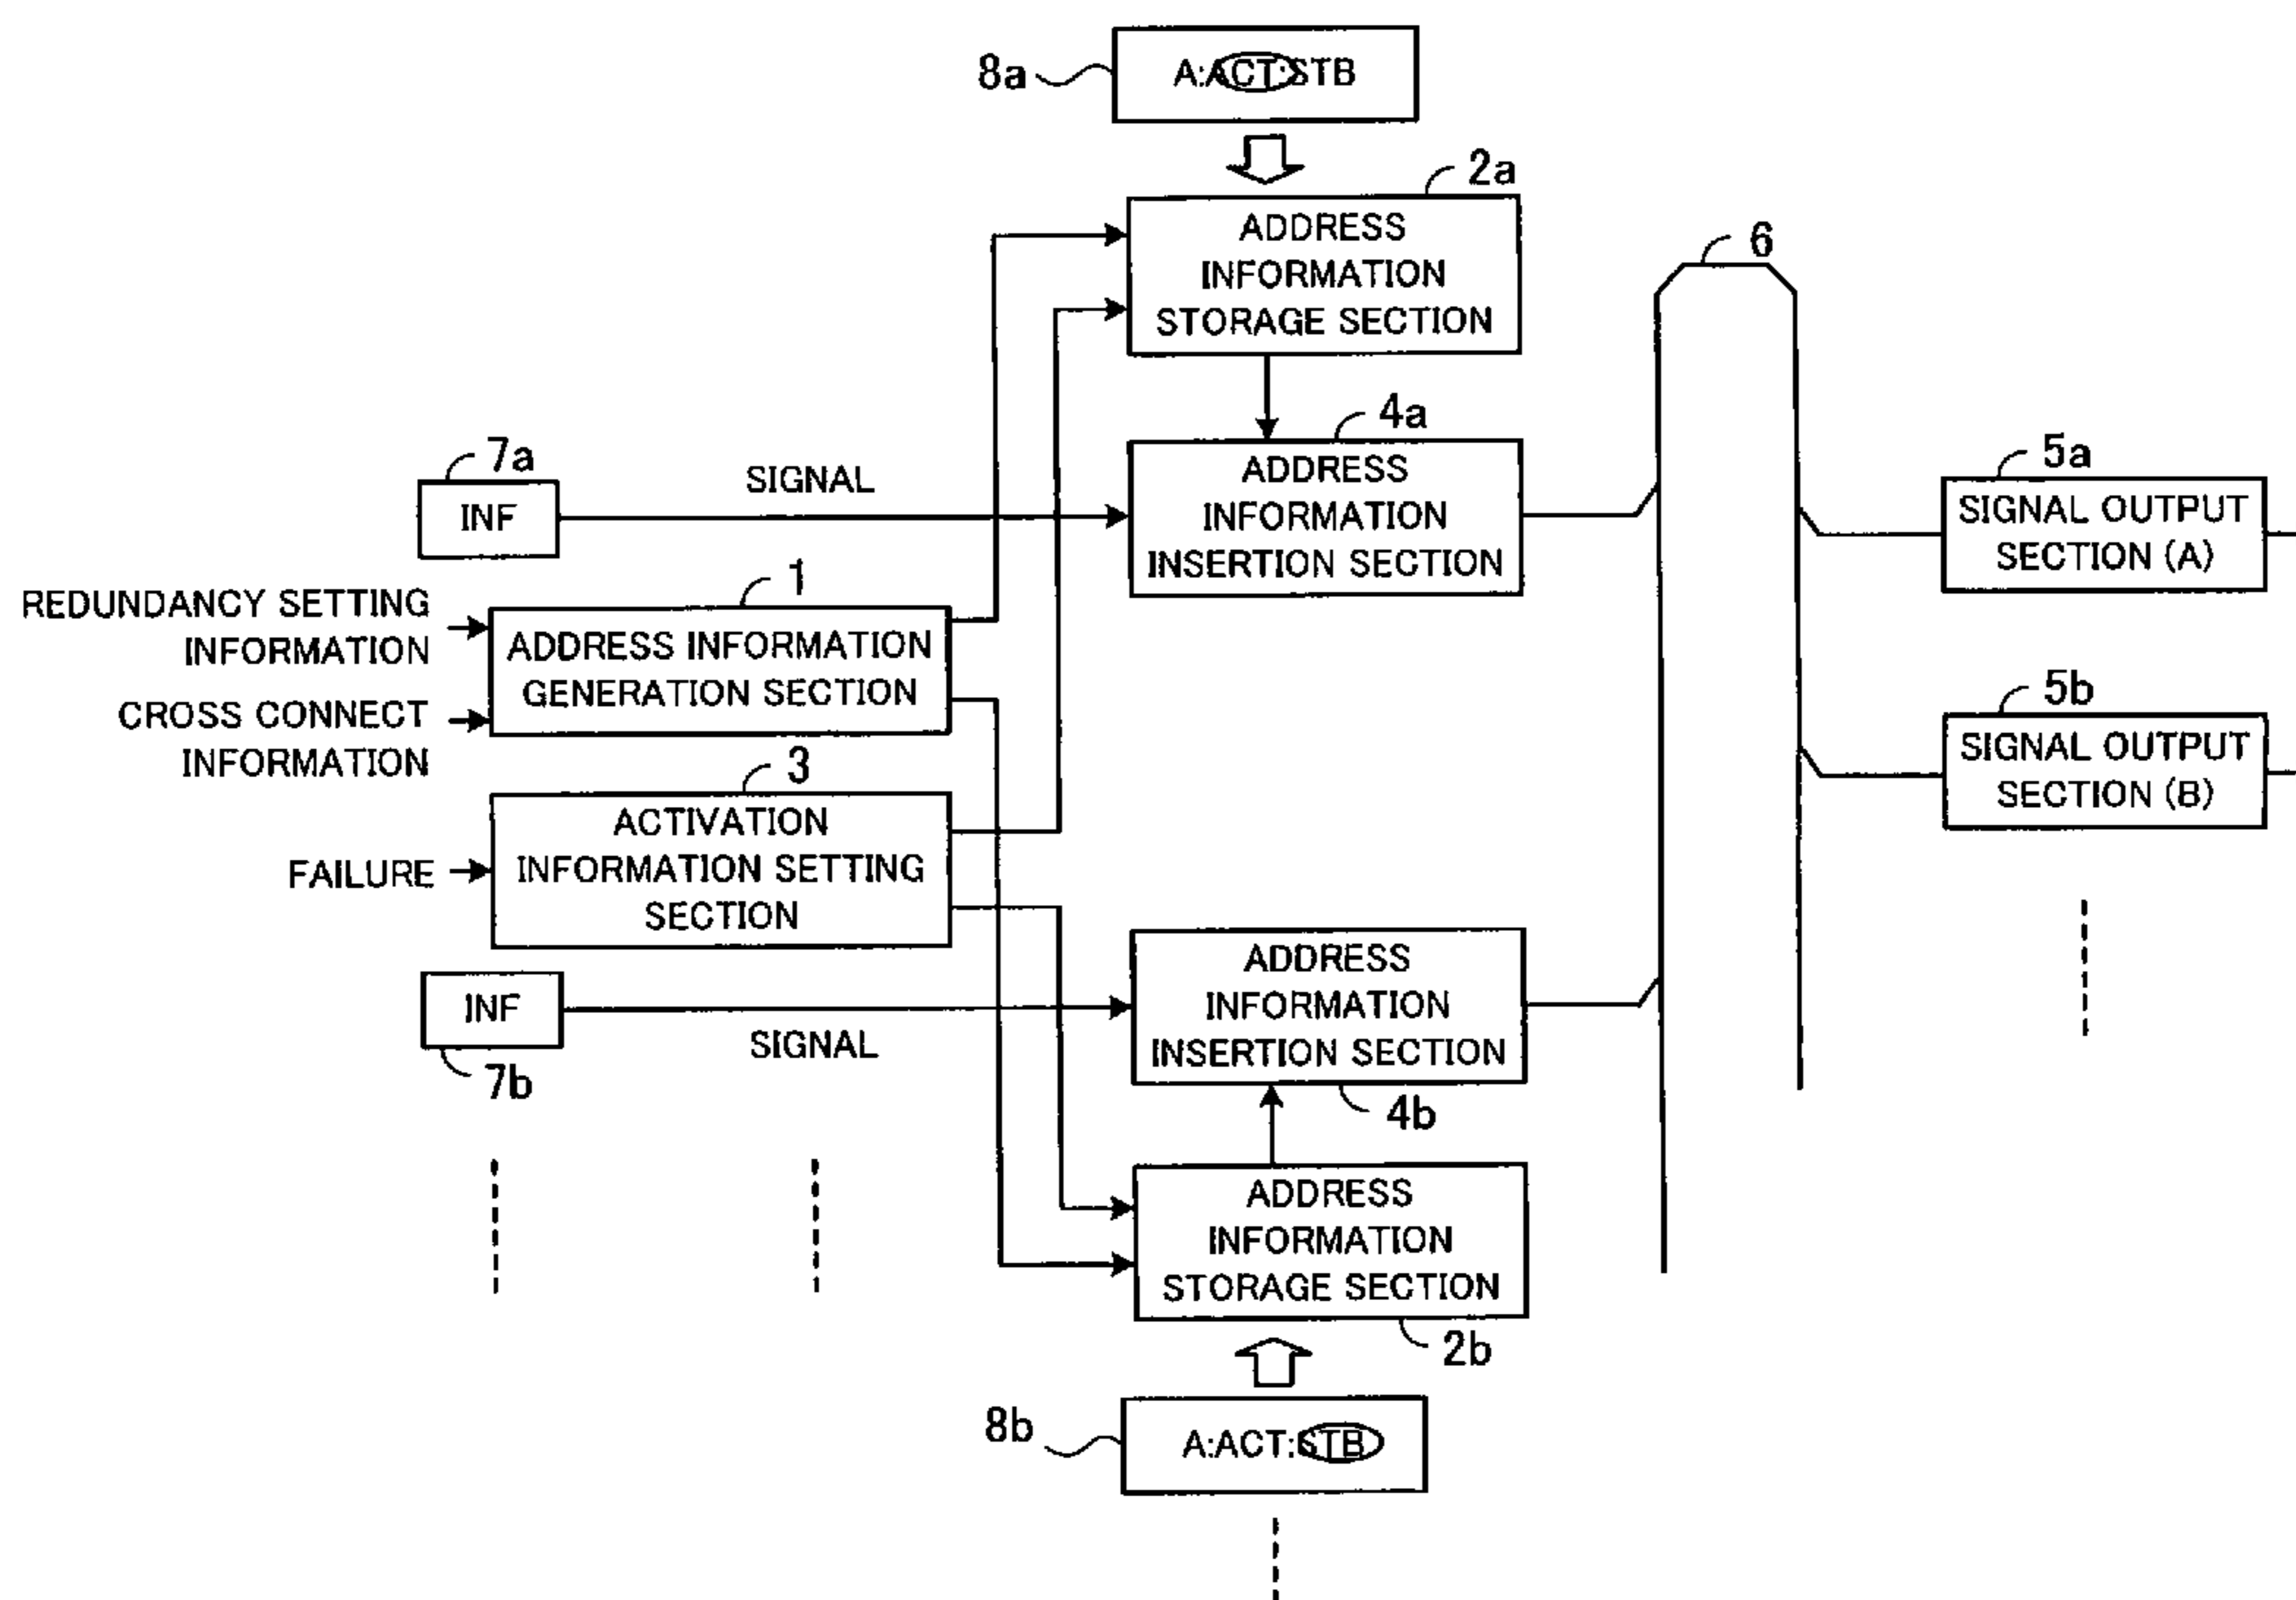 8a
A:ACT:STB
2a
ADDRESS
INFORMATION
STORAGE SECTION
6
4a
ADDRESS
INFORMATION
INSERTION SECTION
7a
INF
SIGNAL
5a
SIGNAL OUTPUT
SECTION (A)
REDUNDANCY SETTING
INFORMATION
CROSS CONNECT
INFORMATION
1
ADDRESS INFORMATION
GENERATION SECTION
5b
SIGNAL OUTPUT
SECTION (B)
3
ACTIVATION
INFORMATION SETTING
SECTION
FAILURE
INF
7b
SIGNAL
ADDRESS
INFORMATION
INSERTION SECTION
4b
ADDRESS
INFORMATION
STORAGE SECTION
2b
8b
A:ACT:STB